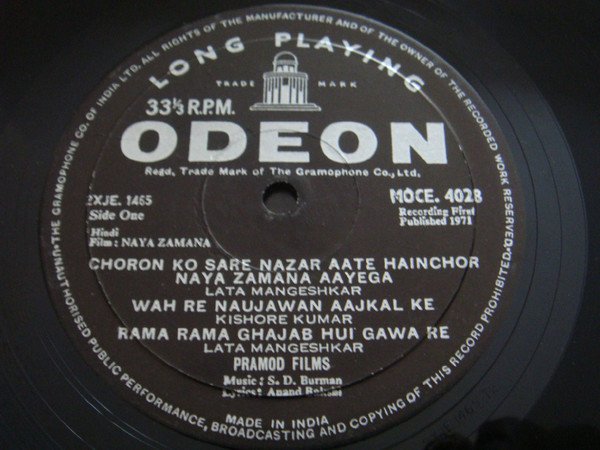 THE GRAMOPHONE CO. OF INDIA LTD. ALL RIGHTS OF THE MANUFACTURER AND OF THE OWNER OF THE RECORDED WORK RESERVED. UNAUTHORISED PUBLIC PERFORMANCE, BROADCASTING AND COPYING OF THIS RECORD PROHIBITED.
LONG PLAYING
TRADE MARK
33⅓ R.P.M.
ODEON
Regd. Trade Mark of The Gramophone Co., Ltd.
2XJE. 1465
MOCE. 4028
Side One
Recording First
Published 1971
Hindi
Film : NAYA ZAMANA
CHORON KO SARE NAZAR AATE HAINCHOR
NAYA ZAMANA AAYEGA
LATA MANGESHKAR
WAH RE NAUJAWAN AAJKAL KE
KISHORE KUMAR
RAMA RAMA GHAJAB HUI GAWA RE
LATA MANGESHKAR
PRAMOD FILMS
Music : S. D. Burman
Lyrics: Anand Bakshi
MADE IN INDIA